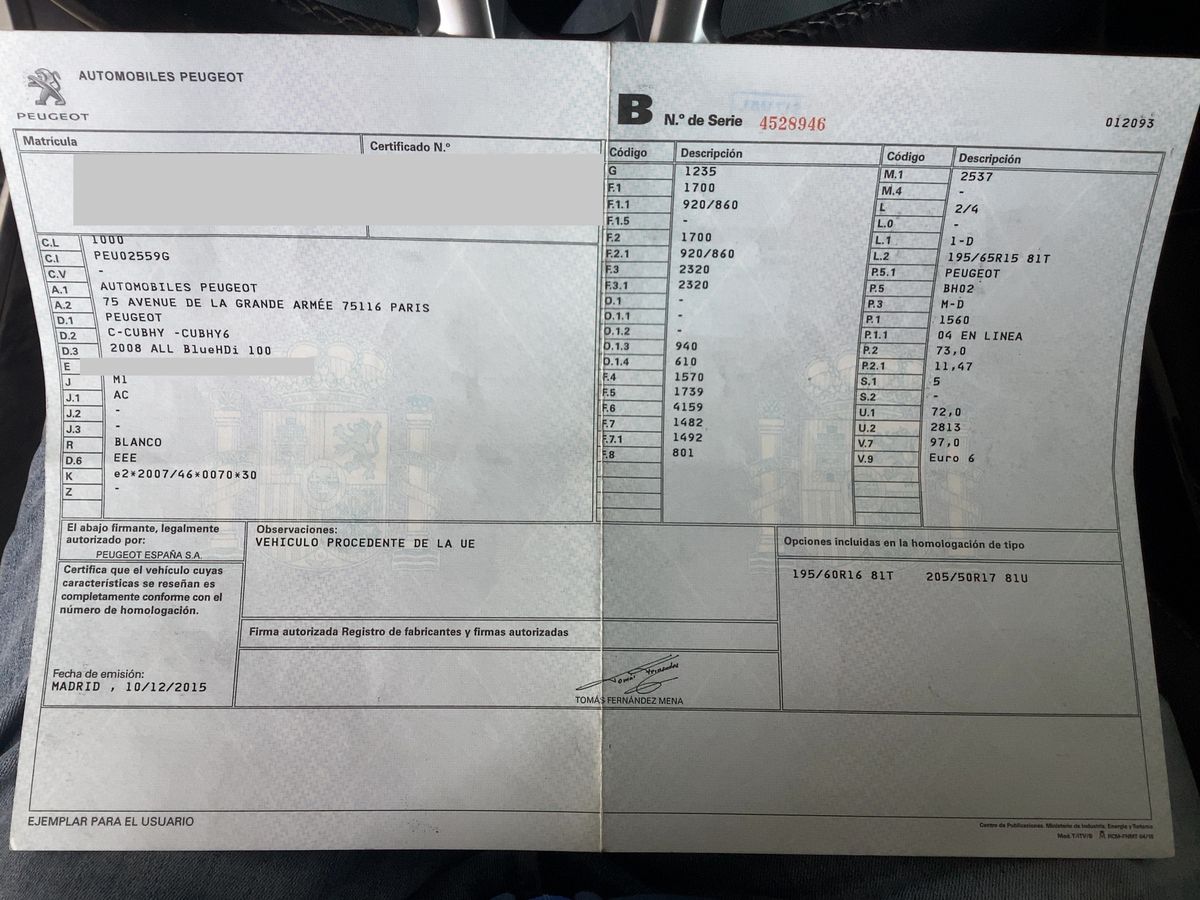 AUTOMOBILES PEUGEOT
PEUGEOT
B N.º de Serie 4528946
012093
Matrícula
Certificado N.º
C.L 1000
C.I PEU02559G
C.V -
A.1 AUTOMOBILES PEUGEOT
A.2 75 AVENUE DE LA GRANDE ARMÉE 75116 PARIS
D.1 PEUGEOT
D.2 C-CUBHY -CUBHY6
D.3 2008 ALL BlueHDi 100
E
J M1
J.1 AC
J.2 -
J.3 -
R BLANCO
D.6 EEE
K e2*2007/46*0070*30
Z -
Código Descripción
G 1235
F.1 1700
F.1.1 920/860
F.1.5 -
F.2 1700
F.2.1 920/860
F.3 2320
F.3.1 2320
O.1 -
O.1.1 -
O.1.2 -
O.1.3 940
O.1.4 610
F.4 1570
F.5 1739
F.6 4159
F.7 1482
F.7.1 1492
F.8 801
Código Descripción
M.1 2537
M.4 -
L 2/4
L.0 -
L.1 1-D
L.2 195/65R15 81T
P.5.1 PEUGEOT
P.5 BH02
P.3 M-D
P.1 1560
P.1.1 04 EN LINEA
P.2 73,0
P.2.1 11,47
S.1 5
S.2 -
U.1 72,0
U.2 2813
V.7 97,0
V.9 Euro 6
El abajo firmante, legalmente
autorizado por:
PEUGEOT ESPAÑA S.A.
Certifica que el vehículo cuyas
características se reseñan es
completamente conforme con el
número de homologación.
Fecha de emisión:
MADRID , 10/12/2015
Observaciones:
VEHICULO PROCEDENTE DE LA UE
Firma autorizada Registro de fabricantes y firmas autorizadas
Tomás Fernández
TOMÁS FERNÁNDEZ MENA
Opciones incluidas en la homologación de tipo
195/60R16 81T 205/50R17 81U
EJEMPLAR PARA EL USUARIO
Centro de Publicaciones. Ministerio de Industria, Energía y Turismo